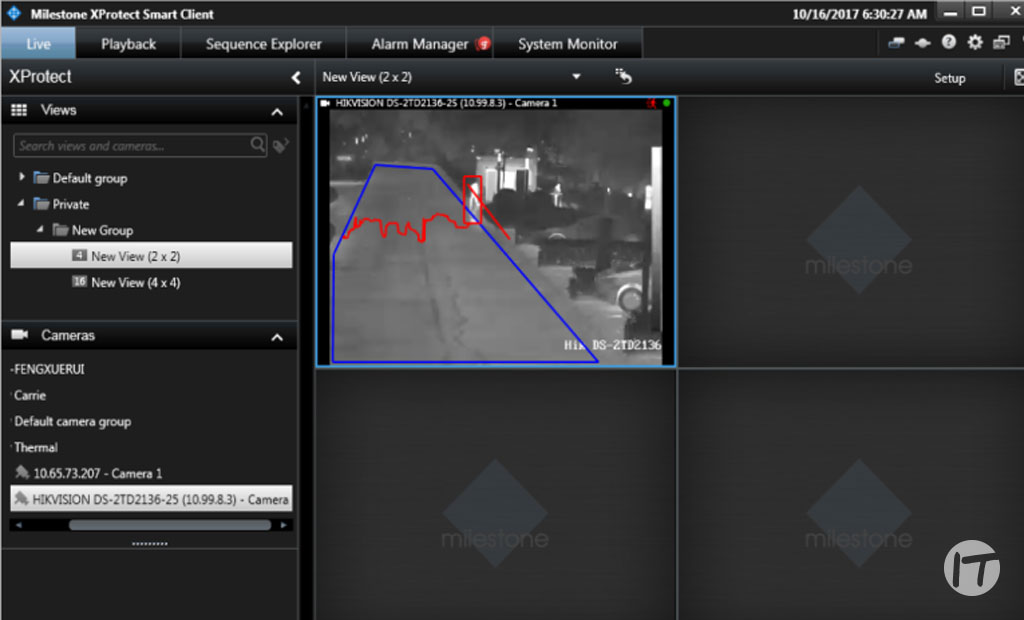 Milestone XProtect Smart Client
10/16/2017 6:30:27 AM
Live
Playback
Sequence Explorer
Alarm Manager 9
System Monitor
XProtect
New View (2 x 2)
Setup
Views
HIKVISION DS-2TD2136-25 (10.99.8.3) - Camera 1
Search views and cameras...
Default group
Private
New Group
4 New View (2 x 2)
16 New View (4 x 4)
milestone
Cameras
Hik DS-2TD2136
-FENGXUERUI
Carrie
Default camera group
Thermal
10.65.73.207 - Camera 1
HIKVISION DS-2TD2136-25 (10.99.8.3) - Camera
milestone
milestone
IT